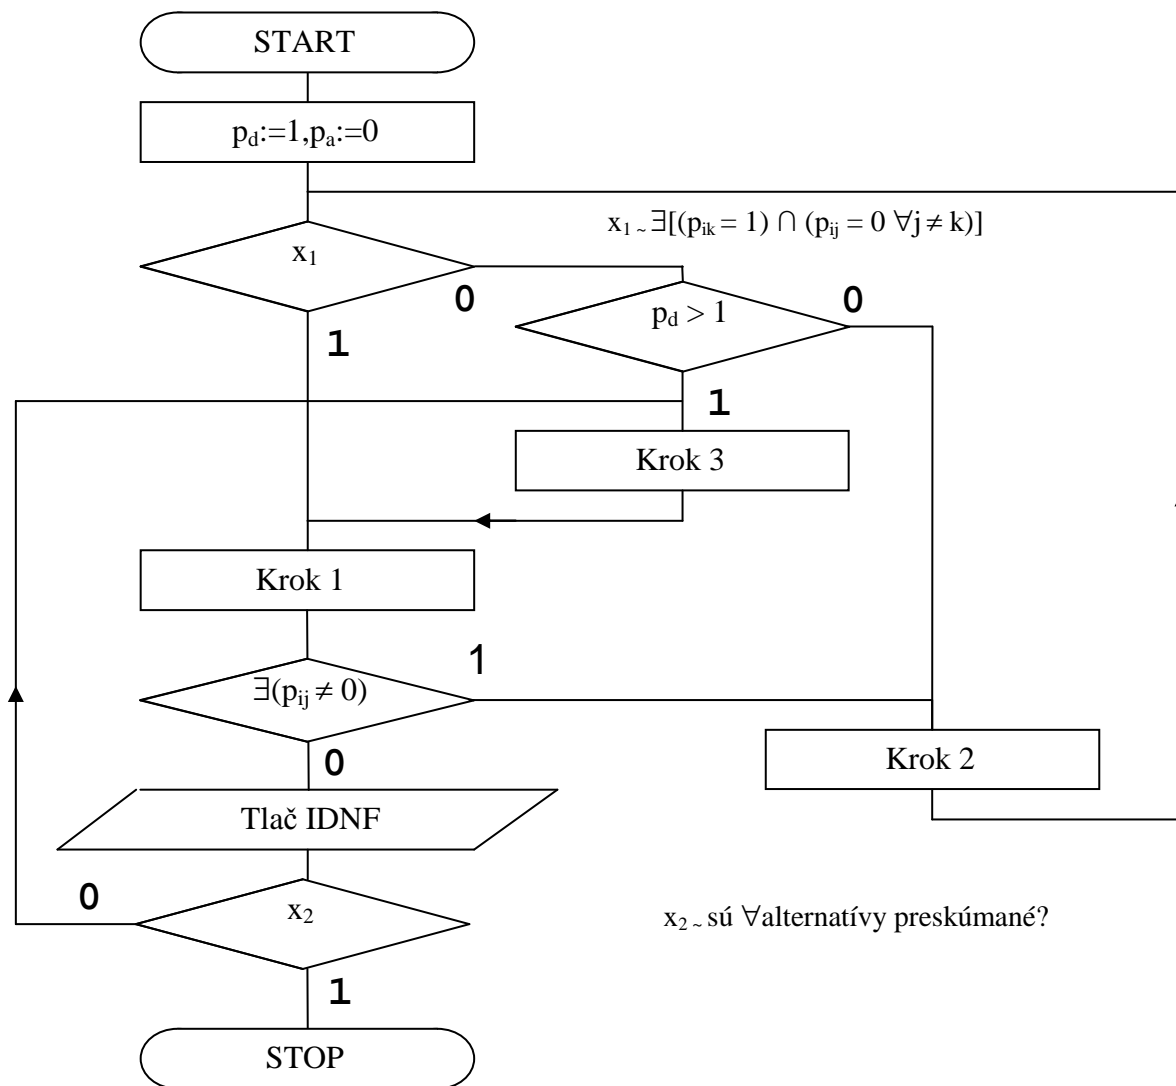 START
p_d:=1,p_a:=0
x_1 ~ ∃[(p_ik = 1) ∩ (p_ij = 0 ∀j ≠ k)]
x_1
0
p_d > 1
0
1
1
Krok 3
Krok 1
∃(p_ij ≠ 0)
1
0
Krok 2
Tlač IDNF
0
x_2
x_2 ~ sú ∀alternatívy preskúmané?
1
STOP